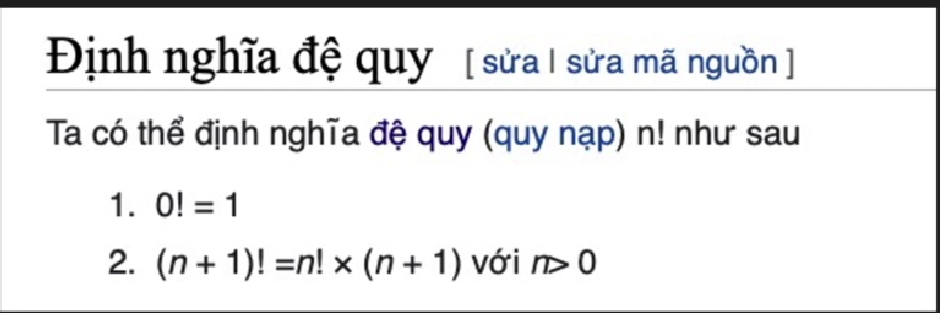 Định nghĩa đệ quy [ sửa | sửa mã nguồn ]
Ta có thể định nghĩa đệ quy (quy nạp) n! như sau
1. 0! = 1
2. (n + 1)! =n! × (n + 1) với n> 0